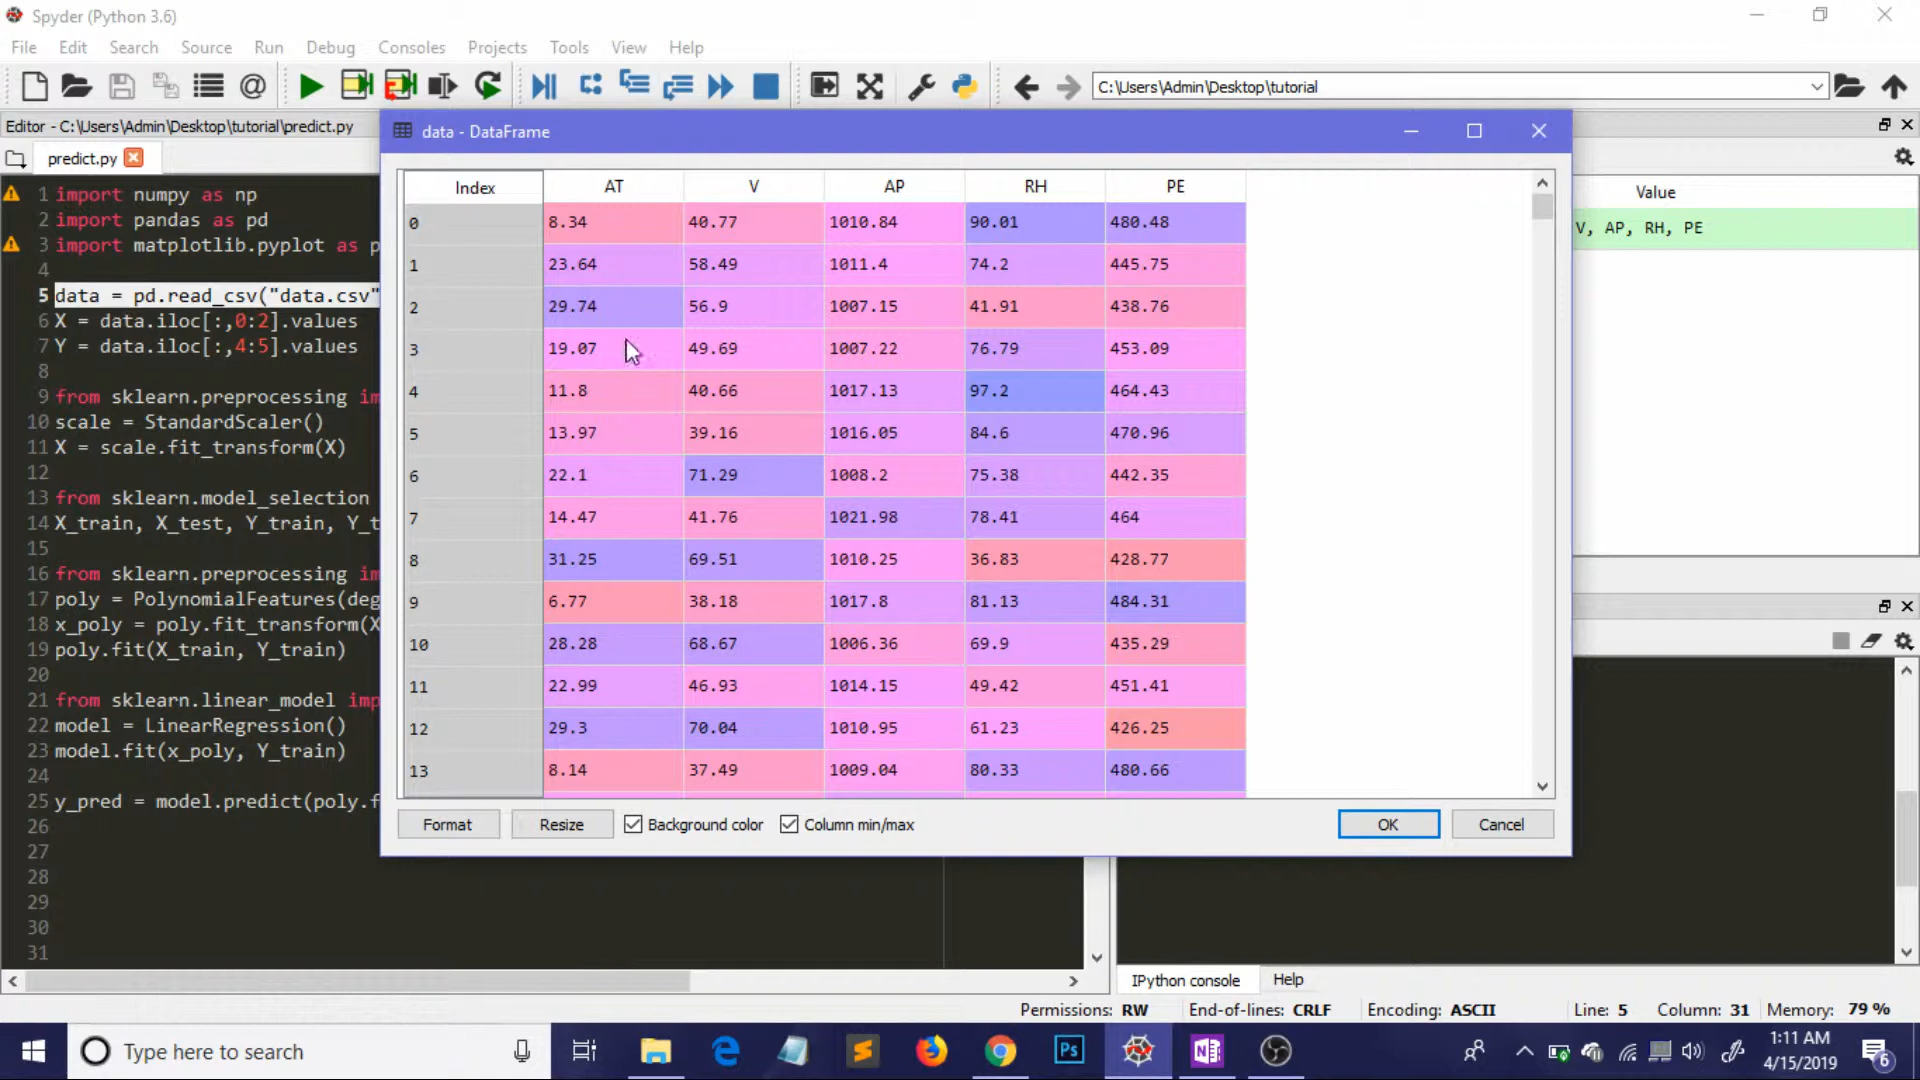 Spyder (Python 3.6)
File Edit Search Source Run Debug Consoles Projects Tools View Help
C:\Users\Admin\Desktop\tutorial
Editor - C:\Users\Admin\Desktop\tutorial\predict.py
predict.py
1 import numpy as np
2 import pandas as pd
3 import matplotlib.pyplot as p
4
5 data = pd.read_csv("data.csv"
6 X = data.iloc[:,0:2].values
7 Y = data.iloc[:,4:5].values
8
9 from sklearn.preprocessing im
10 scale = StandardScaler()
11 X = scale.fit_transform(X)
12
13 from sklearn.model_selection
14 X_train, X_test, Y_train, Y_t
15
16 from sklearn.preprocessing im
17 poly = PolynomialFeatures(deg
18 x_poly = poly.fit_transform(X
19 poly.fit(X_train, Y_train)
20
21 from sklearn.linear_model imp
22 model = LinearRegression()
23 model.fit(x_poly, Y_train)
24
25 y_pred = model.predict(poly.f
26
27
28
29
30
31
data - DataFrame
Index AT V AP RH PE
0 8.34 40.77 1010.84 90.01 480.48
1 23.64 58.49 1011.4 74.2 445.75
2 29.74 56.9 1007.15 41.91 438.76
3 19.07 49.69 1007.22 76.79 453.09
4 11.8 40.66 1017.13 97.2 464.43
5 13.97 39.16 1016.05 84.6 470.96
6 22.1 71.29 1008.2 75.38 442.35
7 14.47 41.76 1021.98 78.41 464
8 31.25 69.51 1010.25 36.83 428.77
9 6.77 38.18 1017.8 81.13 484.31
10 28.28 68.67 1006.36 69.9 435.29
11 22.99 46.93 1014.15 49.42 451.41
12 29.3 70.04 1010.95 61.23 426.25
13 8.14 37.49 1009.04 80.33 480.66
Format Resize Background color Column min/max OK Cancel
Value
V, AP, RH, PE
IPython console Help
Permissions: RW End-of-lines: CRLF Encoding: ASCII Line: 5 Column: 31 Memory: 79 %
Type here to search
Ps
N
1:11 AM
4/15/2019
6